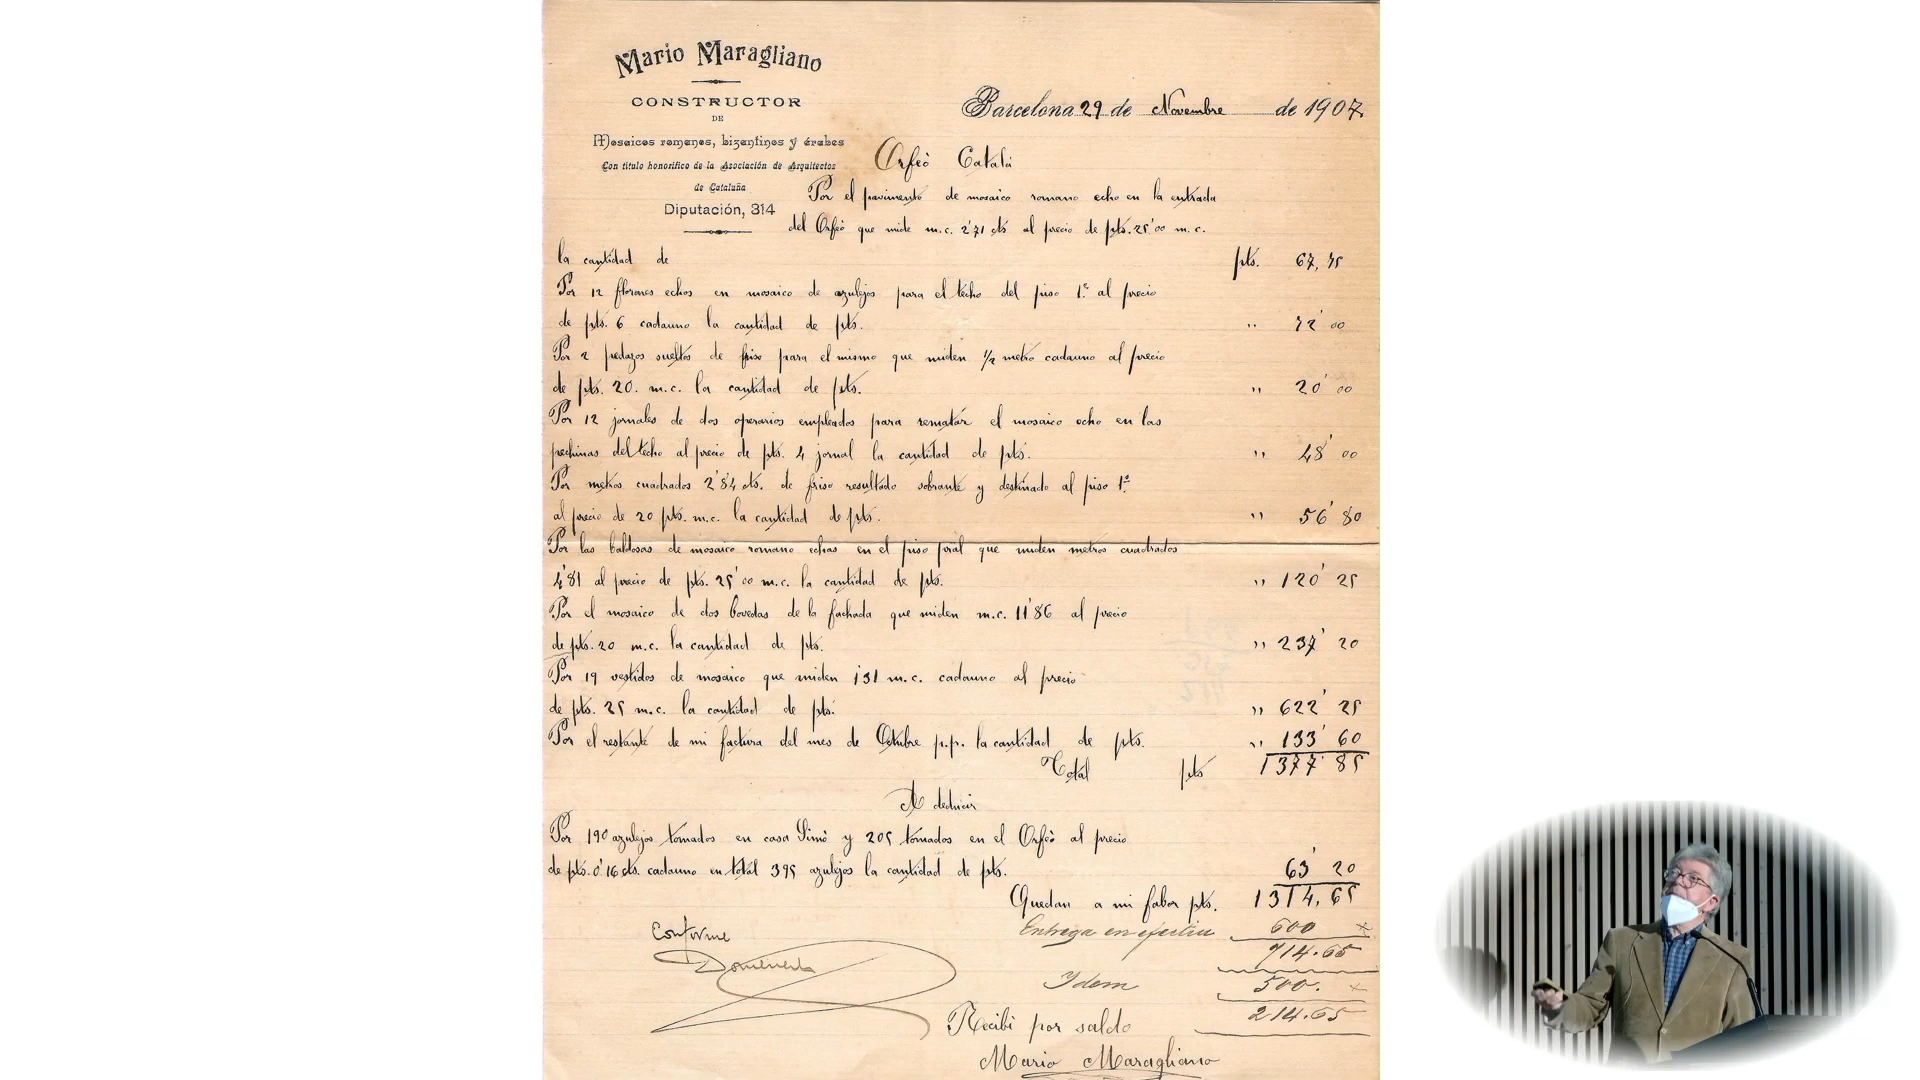 Mario Maragliano
CONSTRUCTOR
DE
Mosaicos romanos, bizantinos y árabes
Con título honorífico de la Asociación de Arquitectos
de Cataluña
Diputación, 314
Barcelona 29 de Novembre de 1907.
Orfeó Catalá
Por el pavimento de mosaico romano echo en la entrada
del Orfeó que mide m.c. 2'71 cts al precio de pts. 25'00 m.c.
la cantidad de pts. 67,75
Por 12 florones echos en mosaico de azulejos para el techo del piso 1º al precio
de pts. 6 cadauno la cantidad de pts. " 72'00
Por 2 pedazos sueltos de friso para el mismo que miden 1/2 metro cadauno al precio
de pts. 20. m.c. la cantidad de pts. " 20'00
Por 12 jornales de dos operarios empleados para rematar el mosaico echo en las
pechinas del techo al precio de pts. 4 jornal la cantidad de pts. " 48'00
Por metros cuadrados 2'84 cts. de friso resultado sobrante y destinado al piso 1º
al precio de 20 pts. m.c. la cantidad de pts. " 56'80
Por las baldosas de mosaico romano echas en el piso pral que miden metros cuadrados
4'81 al precio de pts. 25'00 m.c. la cantidad de pts. " 120'25
Por el mosaico de dos bovedas de la fachada que miden m.c. 11'86 al precio
de pts. 20 m.c. la cantidad de pts. " 237'20
Por 19 vestidos de mosaico que miden 1'31 m.c. cadauno al precio
de pts. 25 m.c. la cantidad de pts. " 622'25
Por el restante de mi factura del mes de Octubre p.p. la cantidad de pts. " 133'60
Total pts 1377'85
A deducir
Por 190 azulejos tomados en casa Simó y 205 tomados en el Orfeó al precio
de pts. 0'16 cts. cadauno en total 395 azulejos la cantidad de pts. 63'20
Quedan a mi fabor pts. 1314,65
Conforme
Entrega en efectivo 600
714.65
Domenech
Idem 500.
214.65
Recibi por saldo
Mario Maragliano